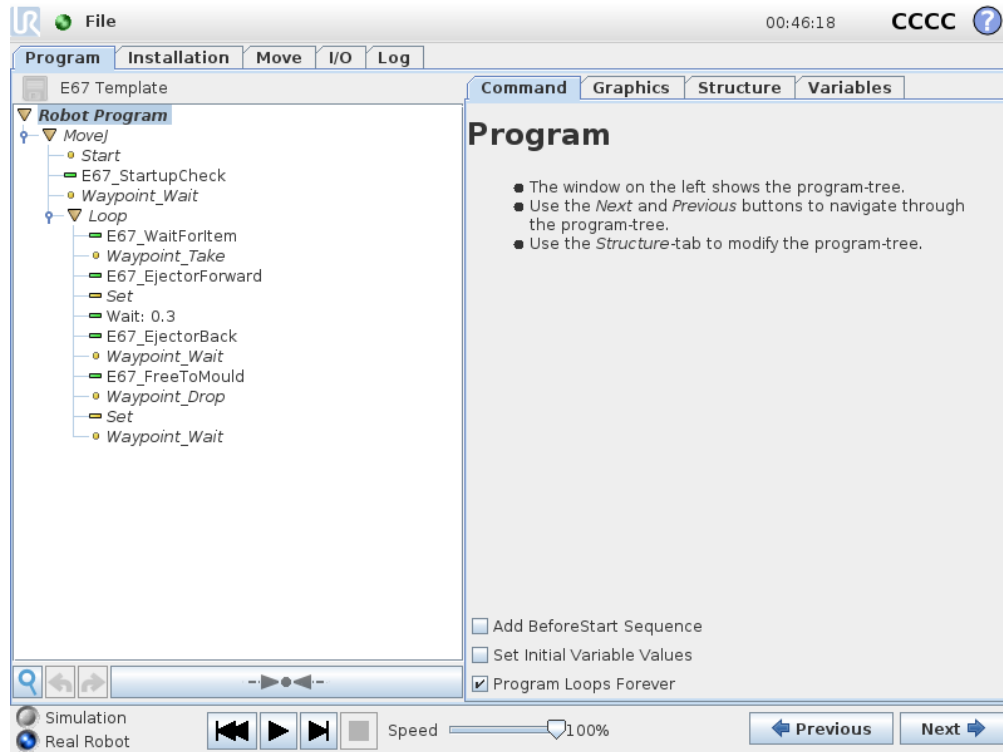 UR File 00:46:18 CCCC ?
Program Installation Move I/O Log
E67 Template
Robot Program
MoveJ
Start
E67_StartupCheck
Waypoint_Wait
Loop
E67_WaitForItem
Waypoint_Take
E67_EjectorForward
Set
Wait: 0.3
E67_EjectorBack
Waypoint_Wait
E67_FreeToMould
Waypoint_Drop
Set
Waypoint_Wait
Command Graphics Structure Variables
Program
The window on the left shows the program-tree.
Use the Next and Previous buttons to navigate through
the program-tree.
Use the Structure-tab to modify the program-tree.
Add BeforeStart Sequence
Set Initial Variable Values
Program Loops Forever
Simulation
Real Robot
Speed 100%
Previous Next